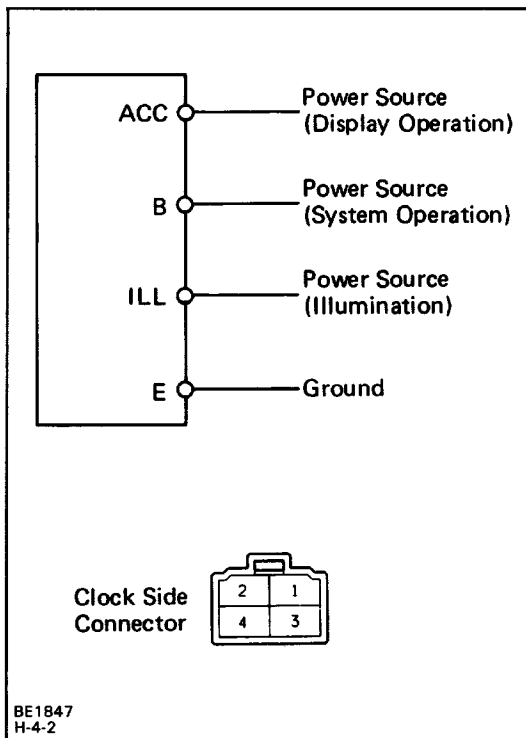 ACC
Power Source
(Display Operation)
B
Power Source
(System Operation)
ILL
Power Source
(Illumination)
E
Ground
Clock Side
Connector
2 1
4 3
BE1847
H-4-2